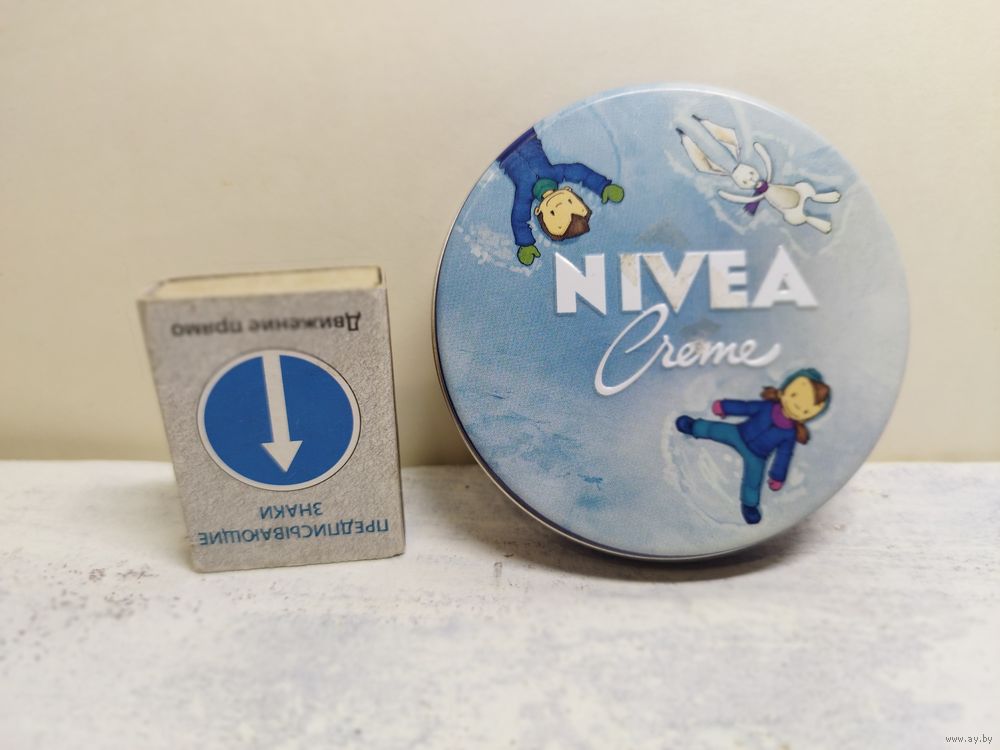 Движение прямо
ПРЕДПИСЫВАЮЩИЕ
ЗНАКИ
NIVEA
Creme
www.ay.by